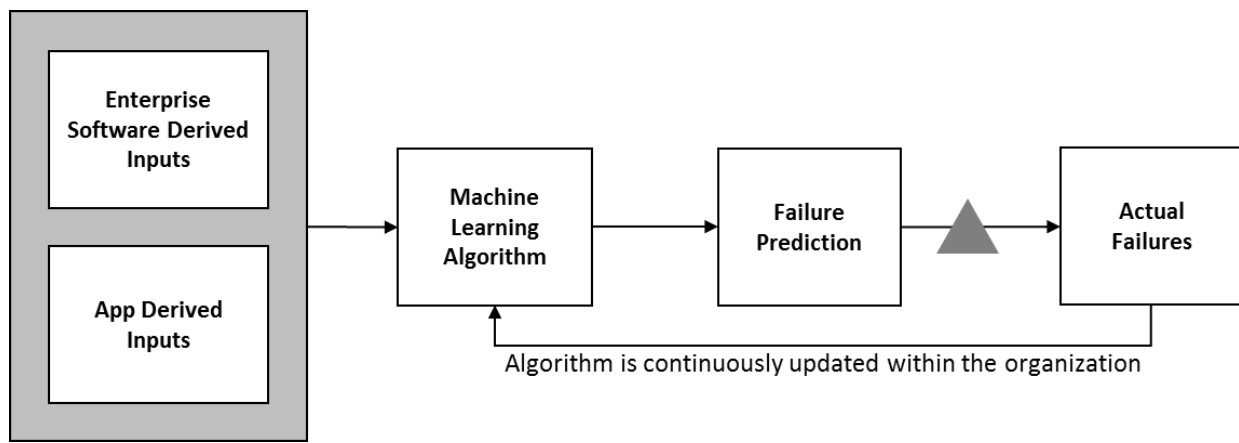 Enterprise
Software Derived
Inputs
App Derived
Inputs
Machine
Learning
Algorithm
Failure
Prediction
Actual
Failures
Algorithm is continuously updated within the organization